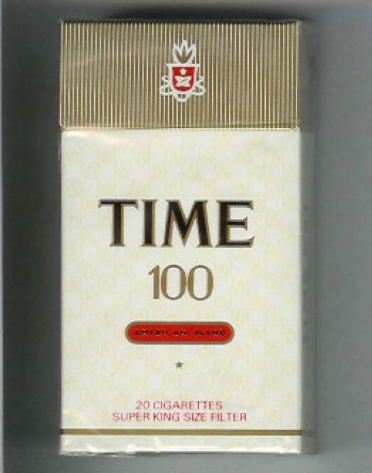 TIME
100
AMERICAN BLEND
20 CIGARETTES
SUPER KING SIZE FILTER